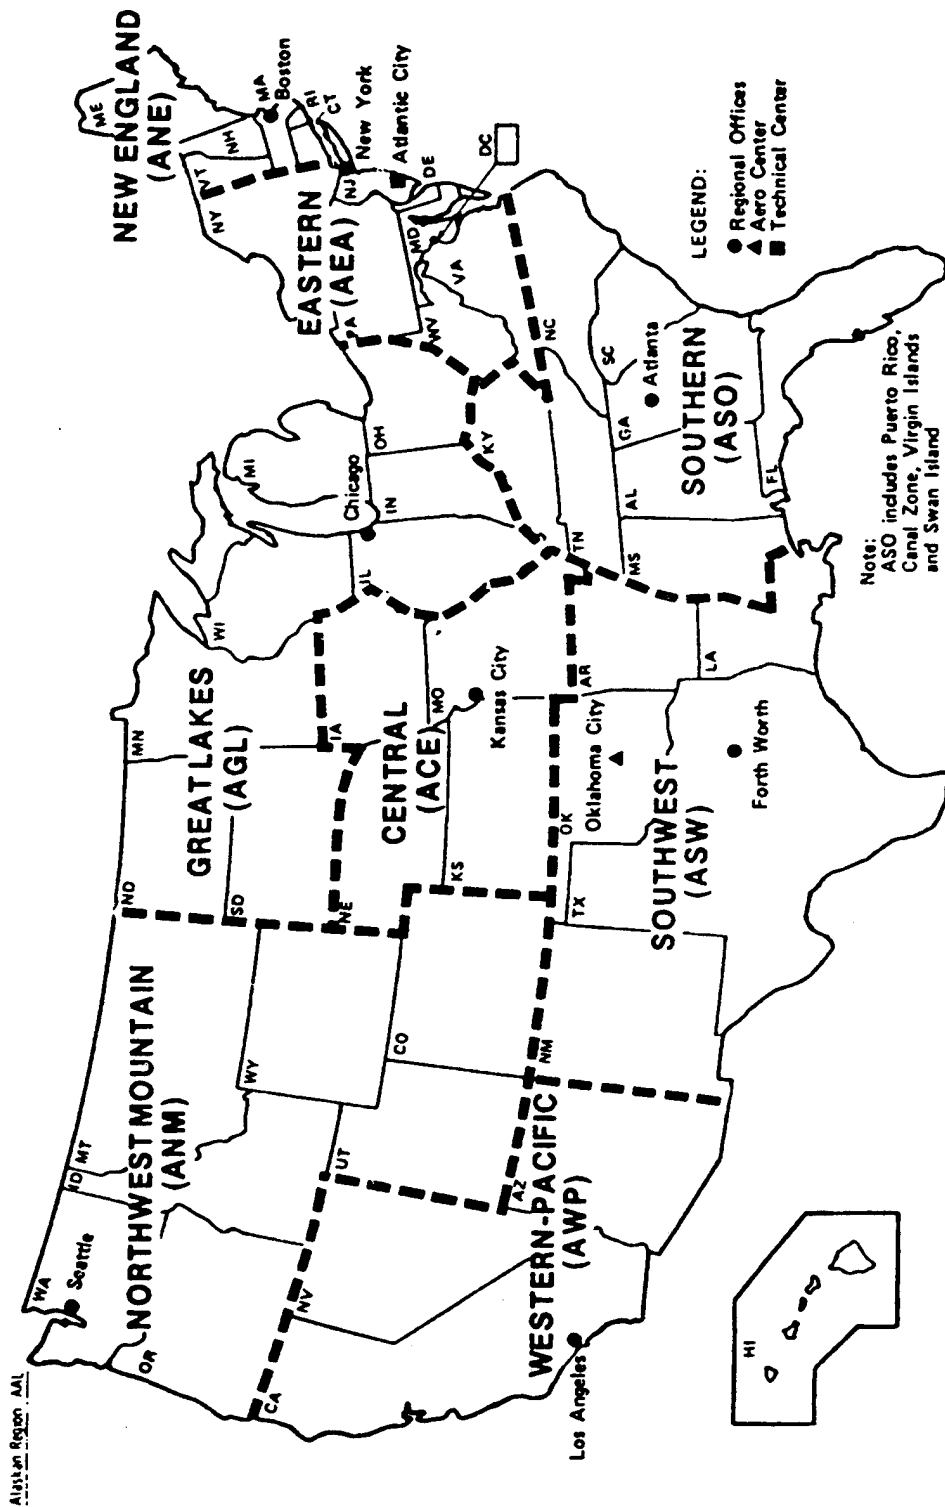 Alaskan Region AAL
NEW ENGLAND
(ANE)
ME
VT
NH
MA
Boston
RI
CT
NY
New York
NJ
Atlantic City
EASTERN
(AEA)
PA
MD
DE
DC
WV
VA
WA
Seattle
ID
MT
ND
MN
WI
MI
NORTHWEST MOUNTAIN
(ANM)
GREAT LAKES
(AGL)
OR
WY
SD
IA
IL
Chicago
IN
OH
NE
CENTRAL
(ACE)
KY
CA
NV
UT
CO
KS
MO
Kansas City
TN
NC
WESTERN-PACIFIC
(AWP)
AZ
NM
OK
TX
Oklahoma City
AR
MS
AL
GA
SC
Atlanta
SOUTHERN
(ASO)
Los Angeles
SOUTHWEST
(ASW)
Forth Worth
LA
FL
HI
LEGEND:
Regional Offices
Aero Center
Technical Center
Note:
ASO includes Puerto Rico,
Canal Zone, Virgin Islands
and Swan Island